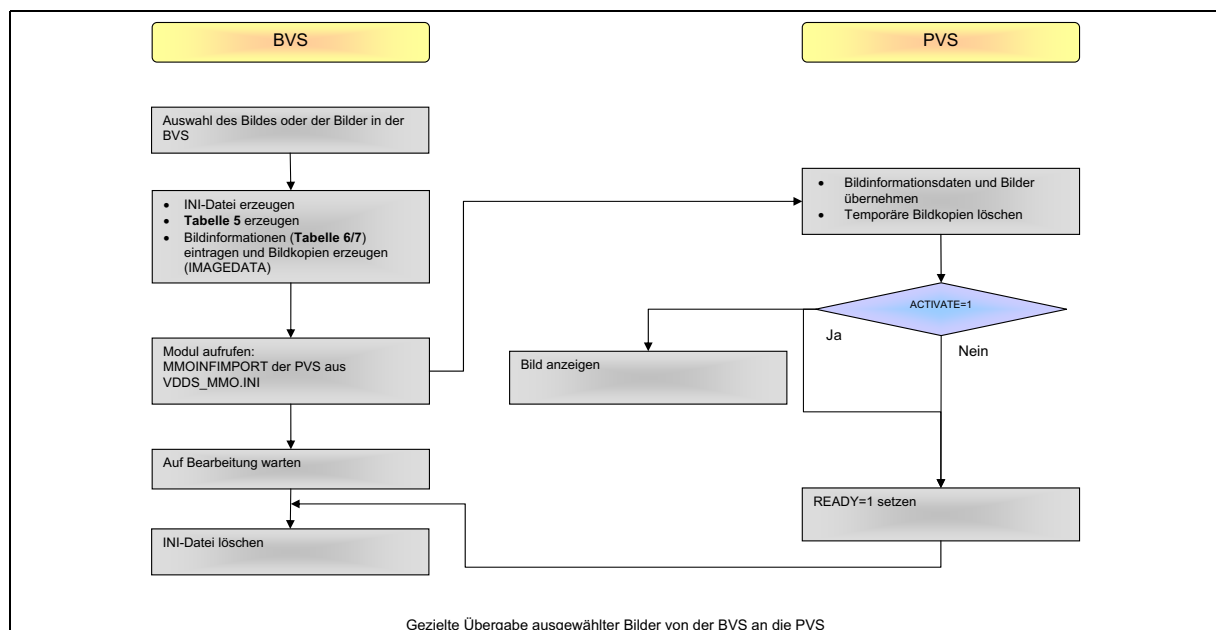 BVS
PVS
Auswahl des Bildes oder der Bilder in der
BVS
• INI-Datei erzeugen
• Tabelle 5 erzeugen
• Bildinformationen (Tabelle 6/7)
eintragen und Bildkopien erzeugen
(IMAGEDATA)
• Bildinformationsdaten und Bilder
übernehmen
• Temporäre Bildkopien löschen
ACTIVATE=1
Ja
Nein
Modul aufrufen:
MMOINFIMPORT der PVS aus
VDDS_MMO.INI
Bild anzeigen
Auf Bearbeitung warten
READY=1 setzen
INI-Datei löschen
Gezielte Übergabe ausgewählter Bilder von der BVS an die PVS